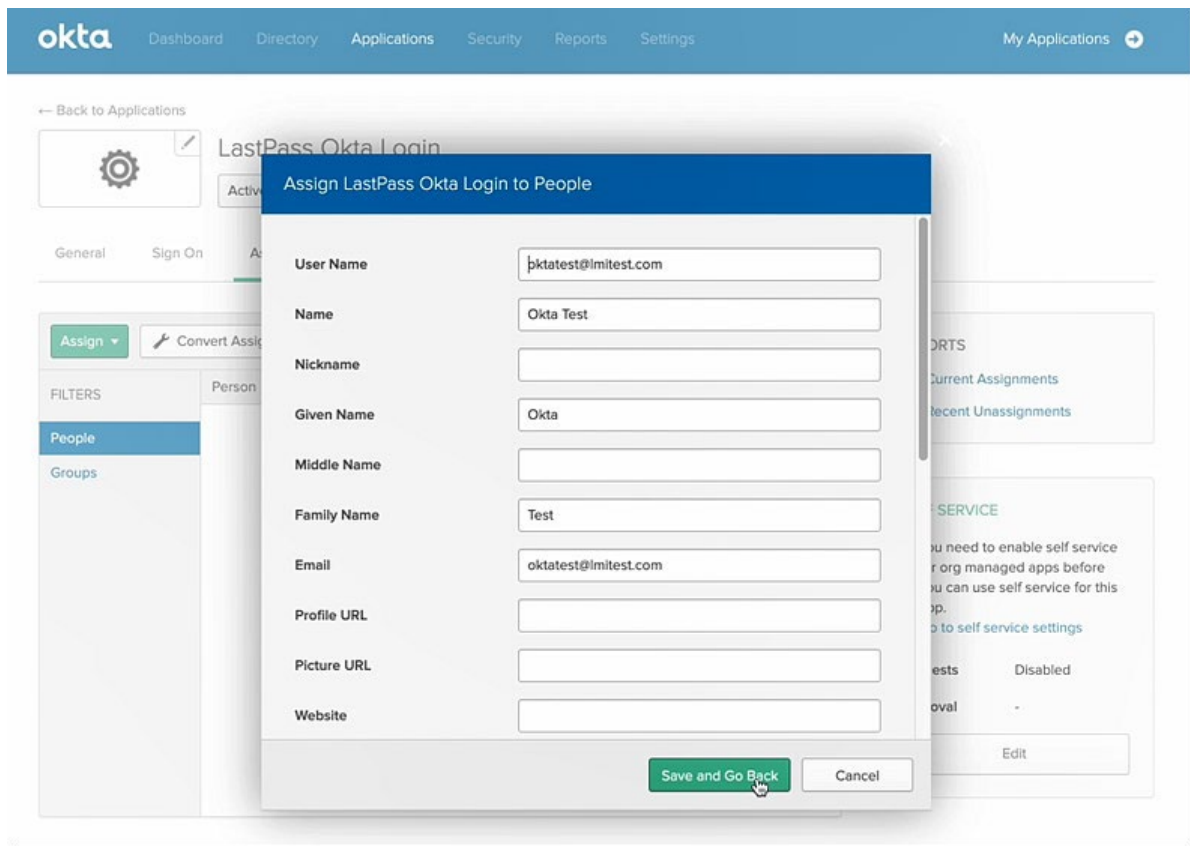 okta Dashboard Directory Applications Security Reports Settings My Applications
← Back to Applications
LastPass Okta Login
Activ
Assign LastPass Okta Login to People
General Sign On As
User Name oktatest@lmitest.com
Name Okta Test
Nickname
Given Name Okta
Middle Name
Family Name Test
Email oktatest@lmitest.com
Profile URL
Picture URL
Website
Save and Go Back Cancel
Assign Convert Assig
FILTERS Person
People
Groups
ORTS
Current Assignments
Recent Unassignments
SERVICE
ou need to enable self service
r org managed apps before
ou can use self service for this
pp.
o to self service settings
ests Disabled
oval -
Edit